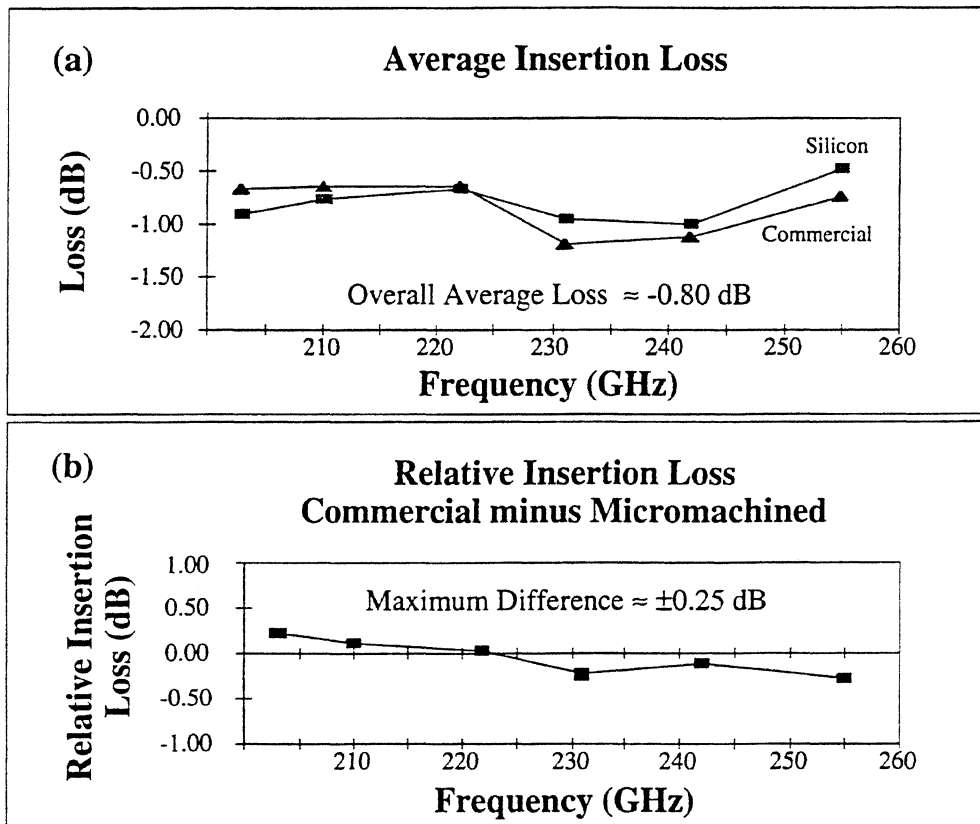 (a)
Average Insertion Loss
Loss (dB)
0.00
-0.50
-1.00
-1.50
-2.00
Silicon
Commercial
Overall Average Loss ≈ -0.80 dB
210 220 230 240 250 260
Frequency (GHz)
(b)
Relative Insertion Loss
Commercial minus Micromachined
Relative Insertion
Loss (dB)
1.00
0.50
0.00
-0.50
-1.00
Maximum Difference ≈ ±0.25 dB
210 220 230 240 250 260
Frequency (GHz)